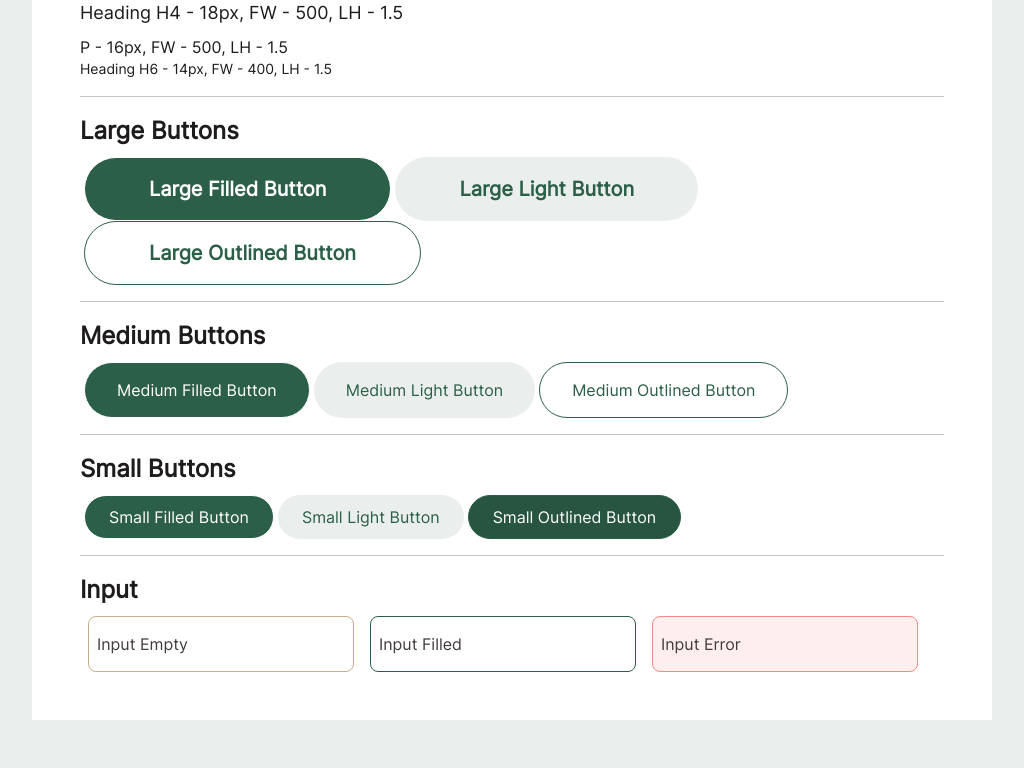 Heading H4 - 18px, FW - 500, LH - 1.5
P - 16px, FW - 500, LH - 1.5
Heading H6 - 14px, FW - 400, LH - 1.5
Large Buttons
Large Filled Button
Large Light Button
Large Outlined Button
Medium Buttons
Medium Filled Button
Medium Light Button
Medium Outlined Button
Small Buttons
Small Filled Button
Small Light Button
Small Outlined Button
Input
Input Empty
Input Filled
Input Error